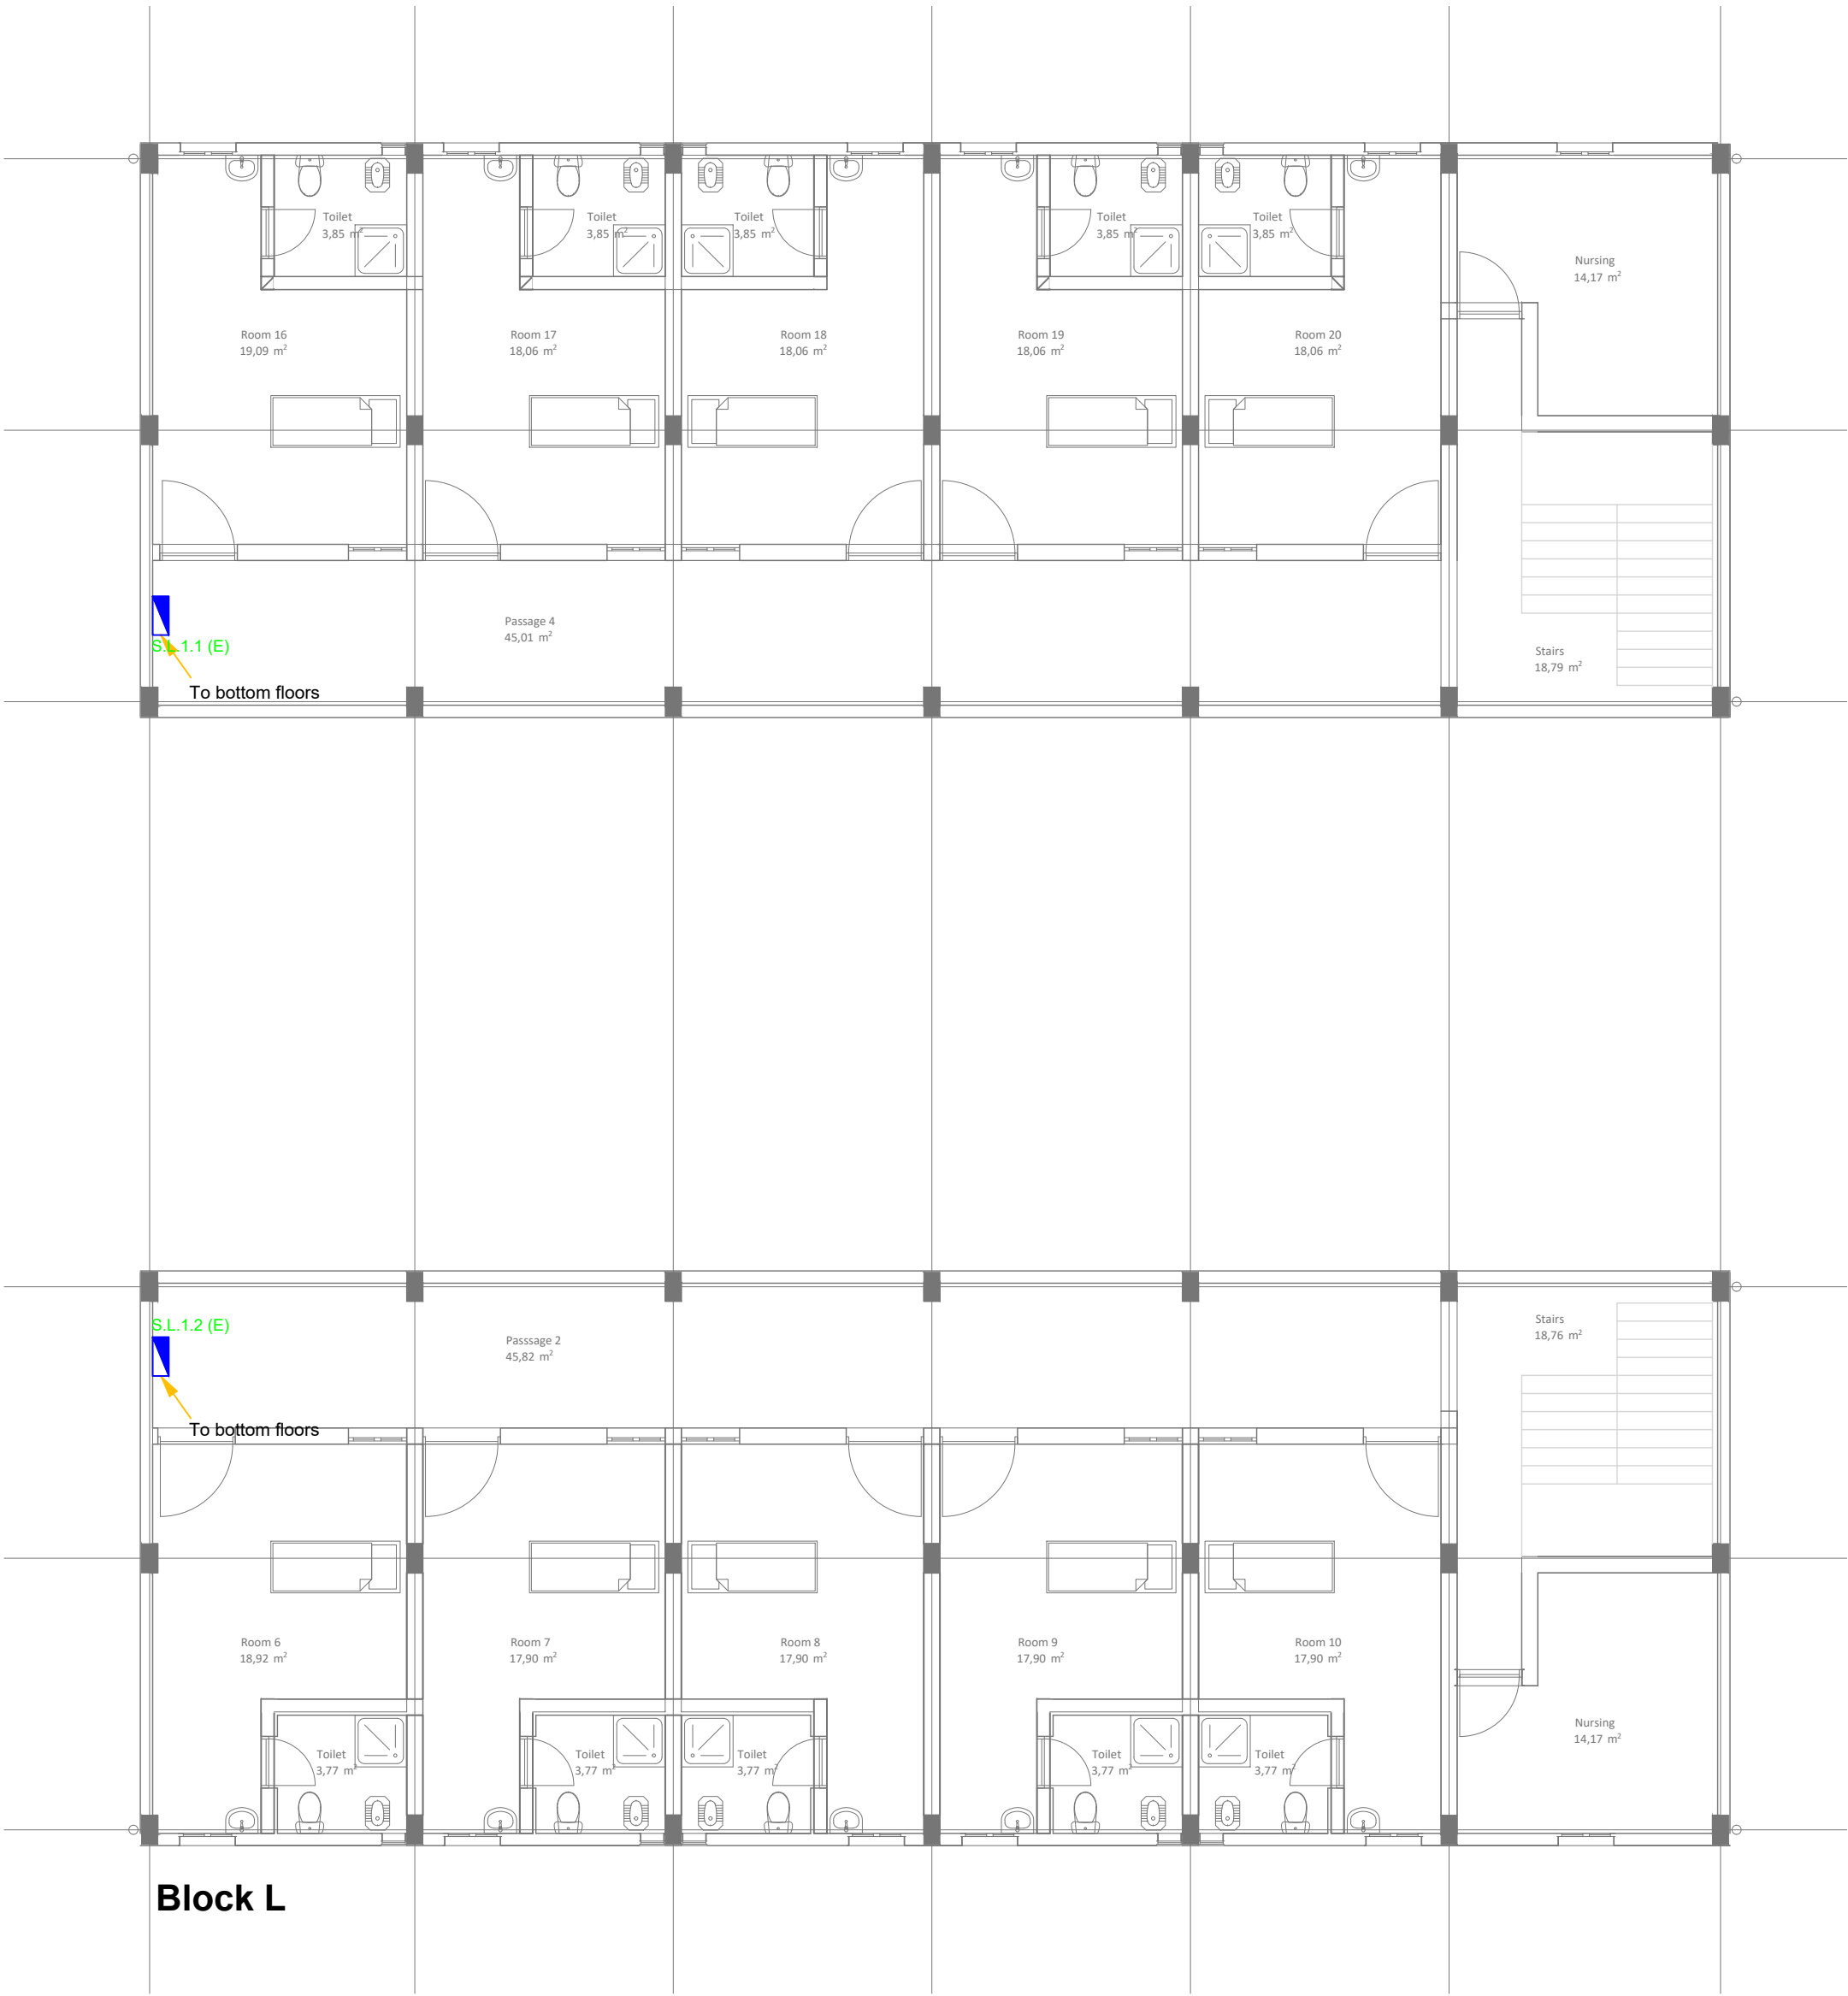 Toilet
3,85 m²
Toilet
3,85 m²
Toilet
3,85 m²
Toilet
3,85 m²
Toilet
3,85 m²
Nursing
14,17 m²
Room 16
19,09 m²
Room 17
18,06 m²
Room 18
18,06 m²
Room 19
18,06 m²
Room 20
18,06 m²
Passage 4
45,01 m²
S.L.1.1 (E)
To bottom floors
Stairs
18,79 m²
S.L.1.2 (E)
To bottom floors
Passsage 2
45,82 m²
Stairs
18,76 m²
Room 6
18,92 m²
Room 7
17,90 m²
Room 8
17,90 m²
Room 9
17,90 m²
Room 10
17,90 m²
Nursing
14,17 m²
Toilet
3,77 m²
Toilet
3,77 m²
Toilet
3,77 m²
Toilet
3,77 m²
Toilet
3,77 m²
Block L